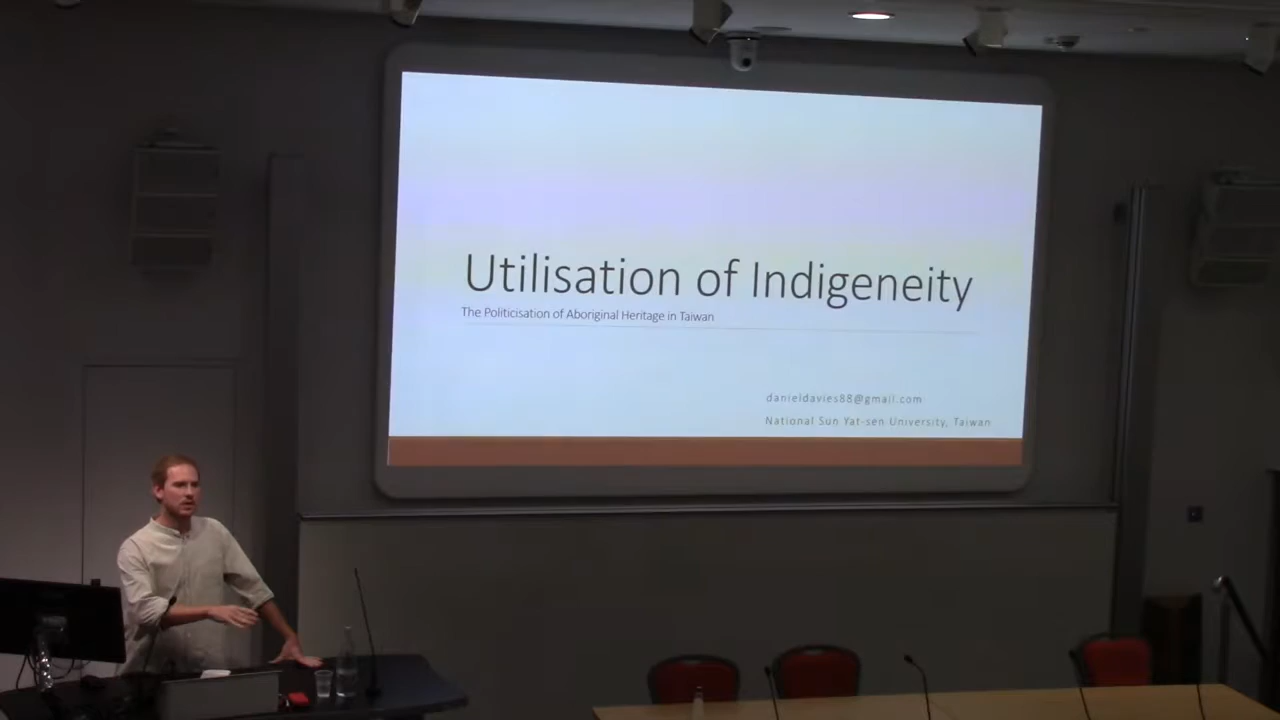 Utilisation of Indigeneity
The Politicisation of Aboriginal Heritage in Taiwan
danieldavies88@gmail.com
National Sun Yat-sen University, Taiwan